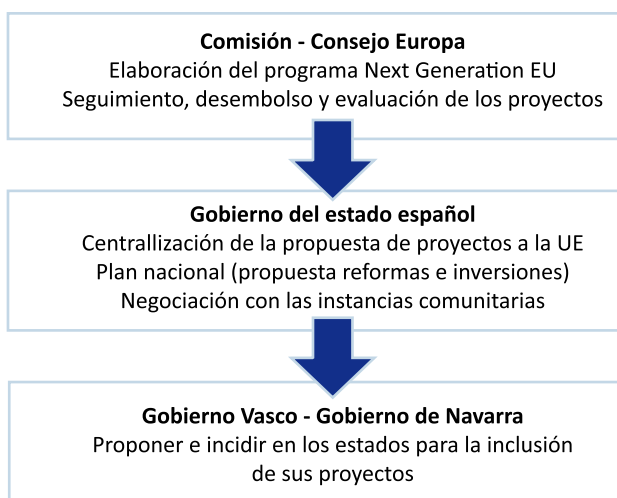 Comisión - Consejo Europa
Elaboración del programa Next Generation EU
Seguimiento, desembolso y evaluación de los proyectos
Gobierno del estado español
Centrallización de la propuesta de proyectos a la UE
Plan nacional (propuesta reformas e inversiones)
Negociación con las instancias comunitarias
Gobierno Vasco - Gobierno de Navarra
Proponer e incidir en los estados para la inclusión
de sus proyectos